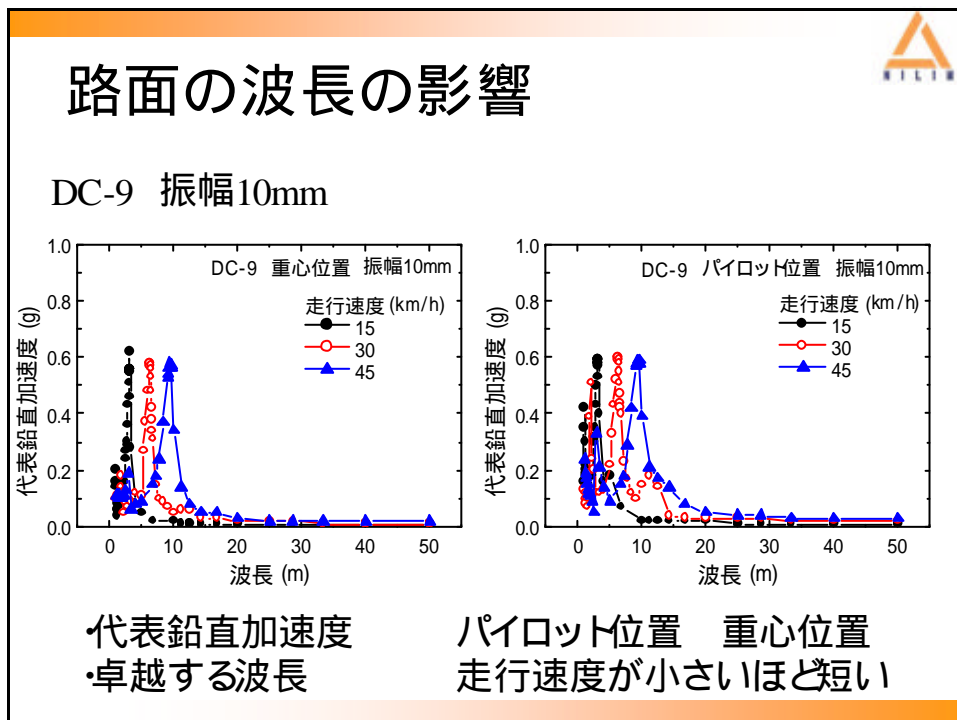 NILIM
路面の波長の影響
DC-9 振幅10mm
1.0
0.8
0.6
0.4
0.2
0.0
代表鉛直加速度 (g)
DC-9 重心位置 振幅10mm
走行速度 (km/h)
15
30
45
0 10 20 30 40 50
波長 (m)
1.0
0.8
0.6
0.4
0.2
0.0
代表鉛直加速度 (g)
DC-9 パイロット位置 振幅10mm
走行速度 (km/h)
15
30
45
0 10 20 30 40 50
波長 (m)
・代表鉛直加速度 パイロット位置 重心位置
・卓越する波長 走行速度が小さいほど短い